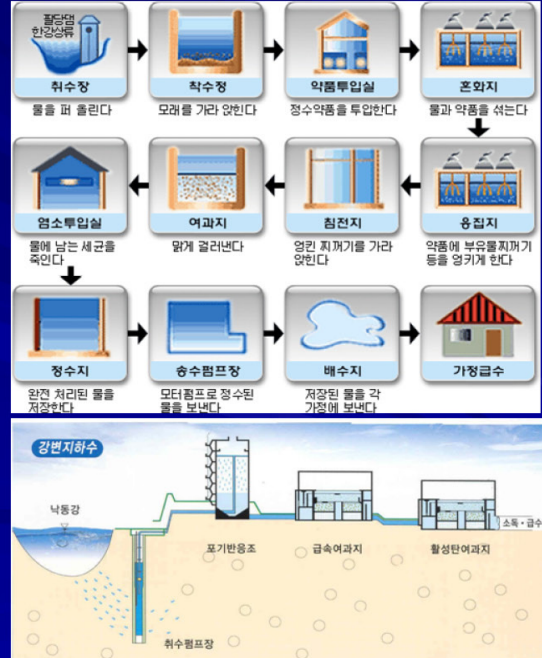 팔당댐
한강상류
취수장
물을 퍼 올린다
착수정
모래를 가라 앉힌다
약품투입실
정수약품을 투입한다
혼화지
물과 약품을 섞는다
염소투입실
물에 남는 세균을
죽인다
여과지
맑게 걸러낸다
침전지
엉킨 찌꺼기를 가라
앉힌다
응집지
약품에 부유물찌꺼기
등을 엉키게 한다
정수지
완전 처리된 물을
저장한다
송수펌프장
모터펌프로 정수된
물을 보낸다
배수지
저장된 물을 각
가정에 보낸다
가정급수
강변지하수
낙동강
포기반응조
급속여과지
활성탄여과지
소독·급수
취수펌프장